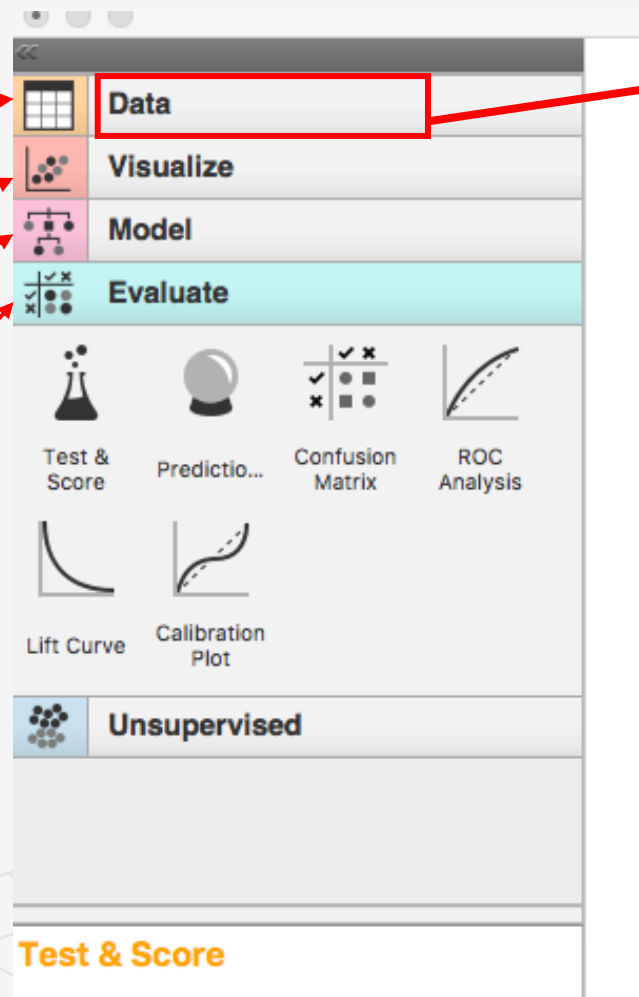 Data
Visualize
Model
Evaluate
Test &
Score
Predictio...
Confusion
Matrix
ROC
Analysis
Lift Curve
Calibration
Plot
Unsupervised
Test & Score